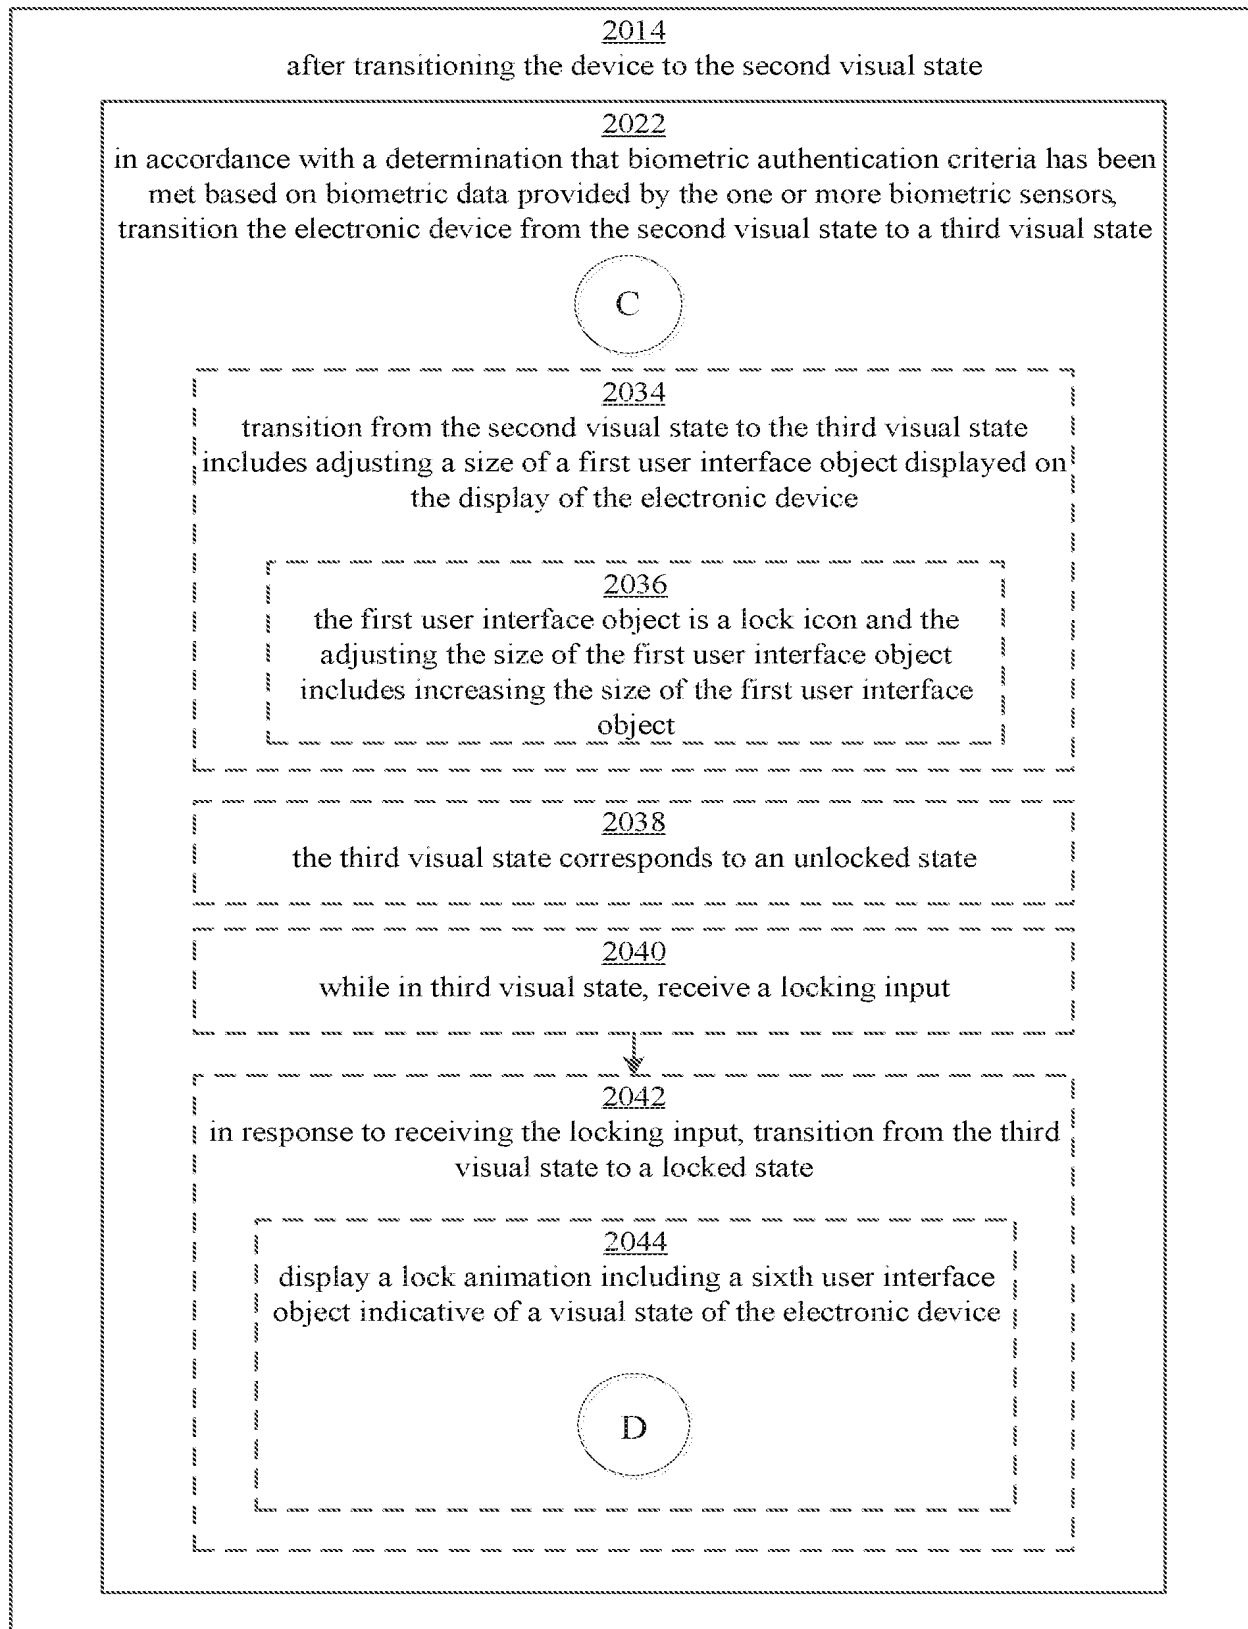 2014
after transitioning the device to the second visual state
2022
in accordance with a determination that biometric authentication criteria has been
met based on biometric data provided by the one or more biometric sensors,
transition the electronic device from the second visual state to a third visual state
C
2034
transition from the second visual state to the third visual state
includes adjusting a size of a first user interface object displayed on
the display of the electronic device
2036
the first user interface object is a lock icon and the
adjusting the size of the first user interface object
includes increasing the size of the first user interface
object
2038
the third visual state corresponds to an unlocked state
2040
while in third visual state, receive a locking input
2042
in response to receiving the locking input, transition from the third
visual state to a locked state
2044
display a lock animation including a sixth user interface
object indicative of a visual state of the electronic device
D